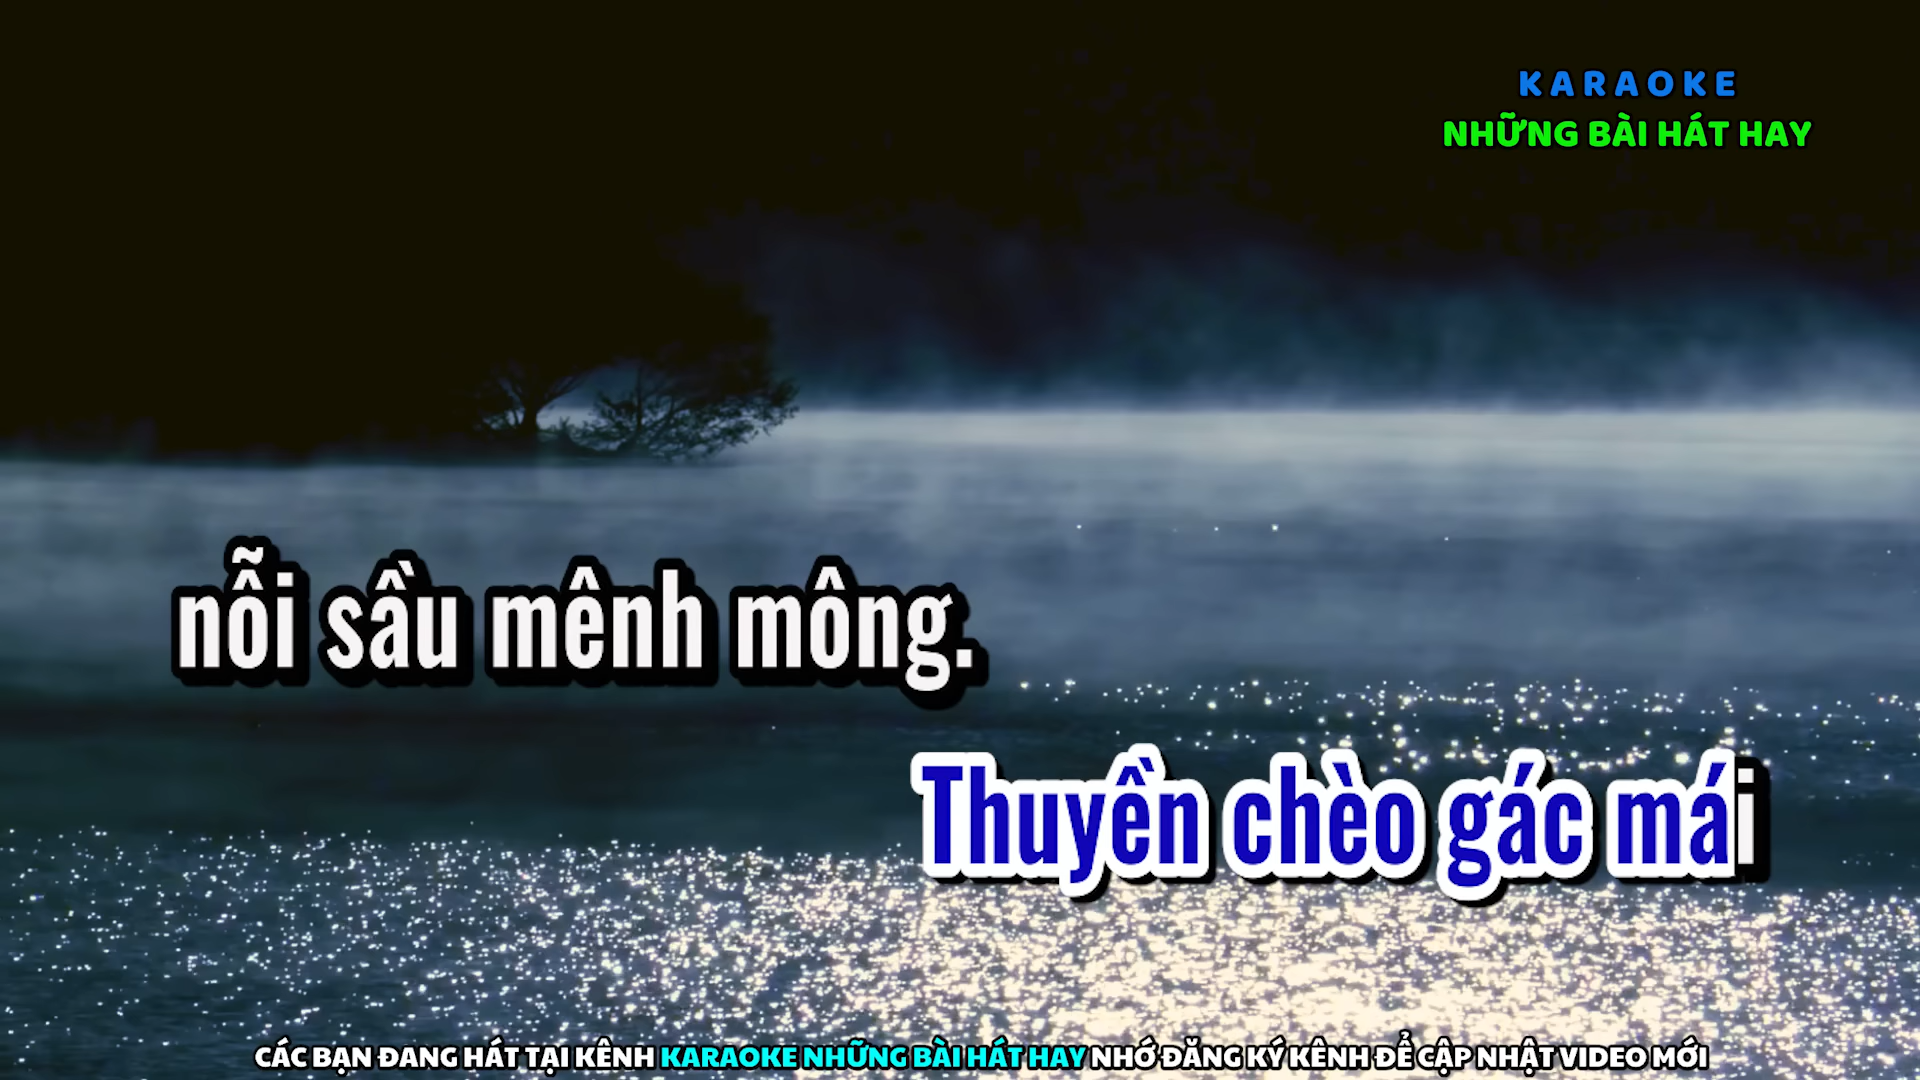 KARAOKE
NHỮNG BÀI HÁT HAY
nỗi sầu mênh mông.
Thuyền chèo gác mái
CÁC BẠN ĐANG HÁT TẠI KÊNH KARAOKE NHỮNG BÀI HÁT HAY NHỚ ĐĂNG KÝ KÊNH ĐỂ CẬP NHẬT VIDEO MỚI